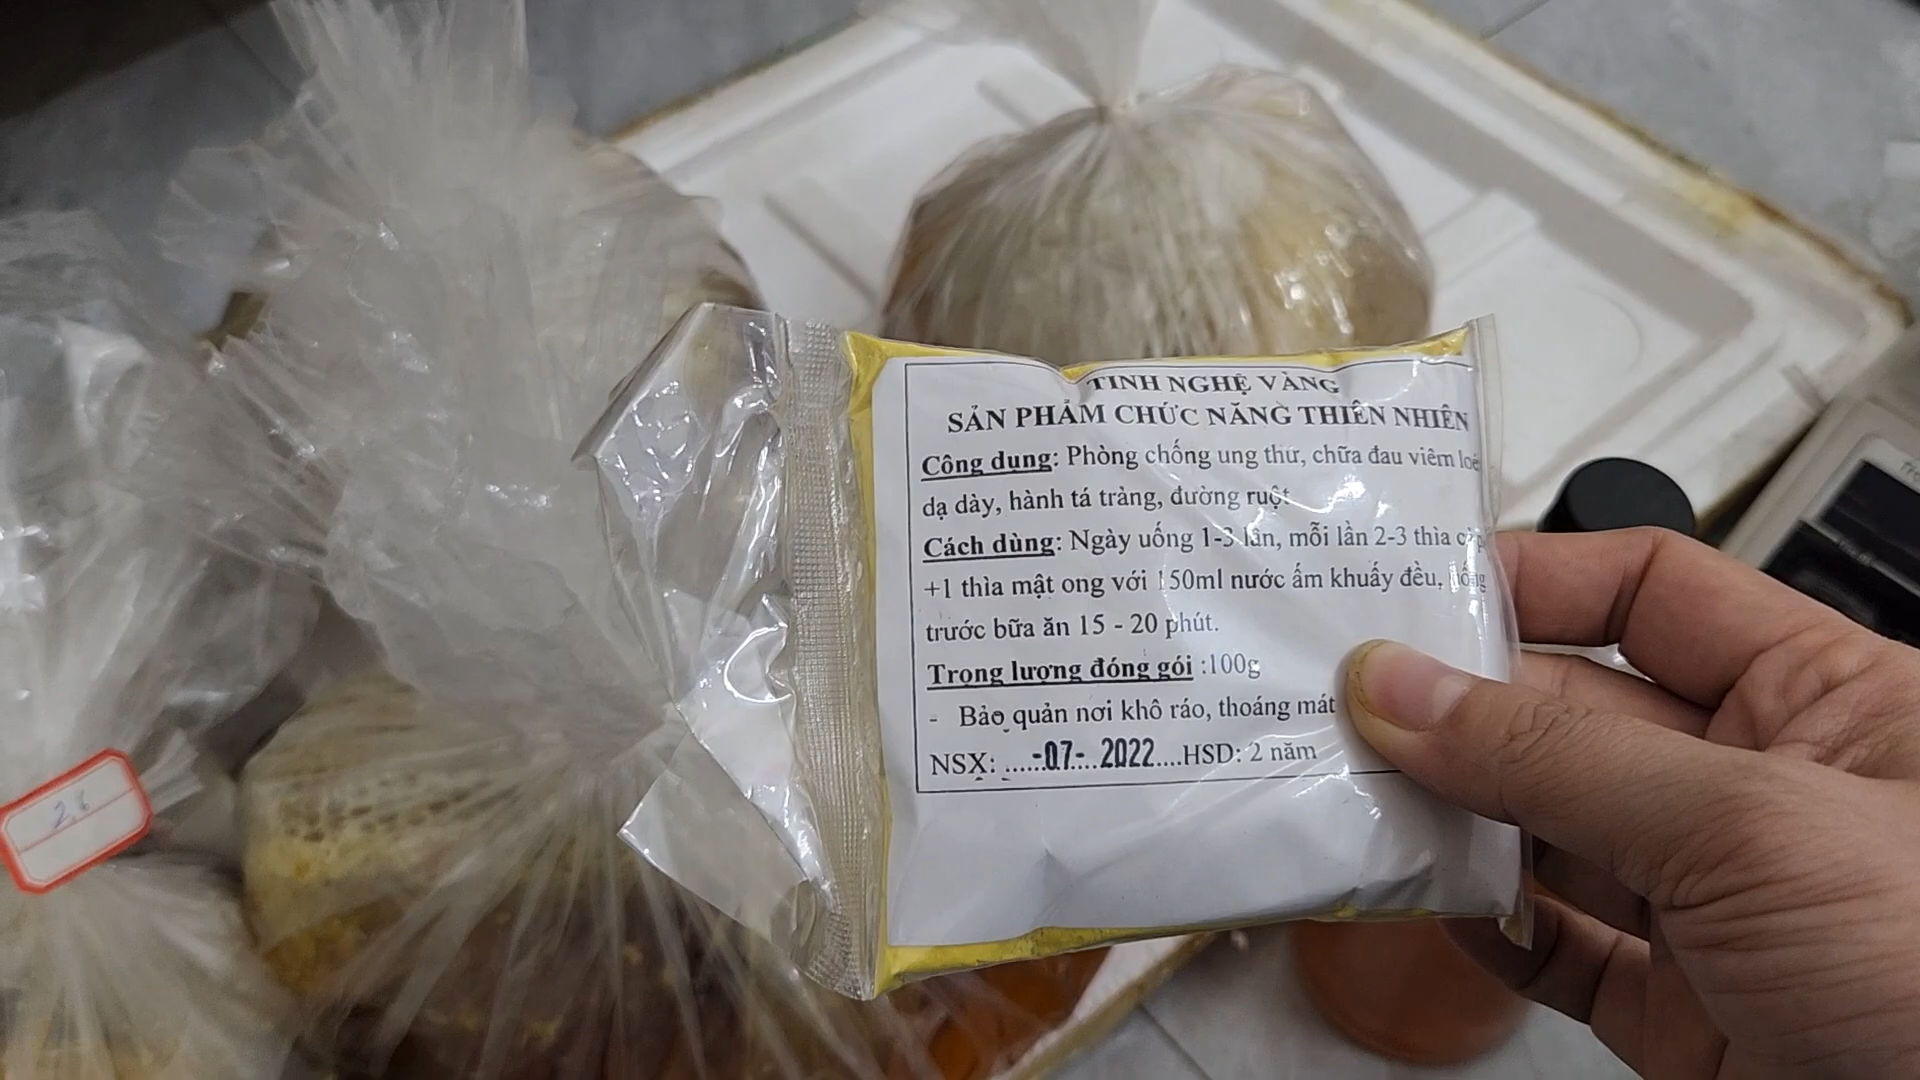 TINH NGHỆ VÀNG
SẢN PHẨM CHỨC NĂNG THIÊN NHIÊN
Công dụng: Phòng chống ung thư, chữa đau viêm loé
dạ dày, hành tá tràng, đường ruột
Cách dùng: Ngày uống 1-3 lần, mỗi lần 2-3 thìa
+1 thìa mật ong với 150ml nước ấm khuấy đều,
trước bữa ăn 15 - 20 phút.
Trọng lượng đóng gói :100g
- Bảo quản nơi khô ráo, thoáng mát
NSX: ......-07-...2022....HSD: 2 năm